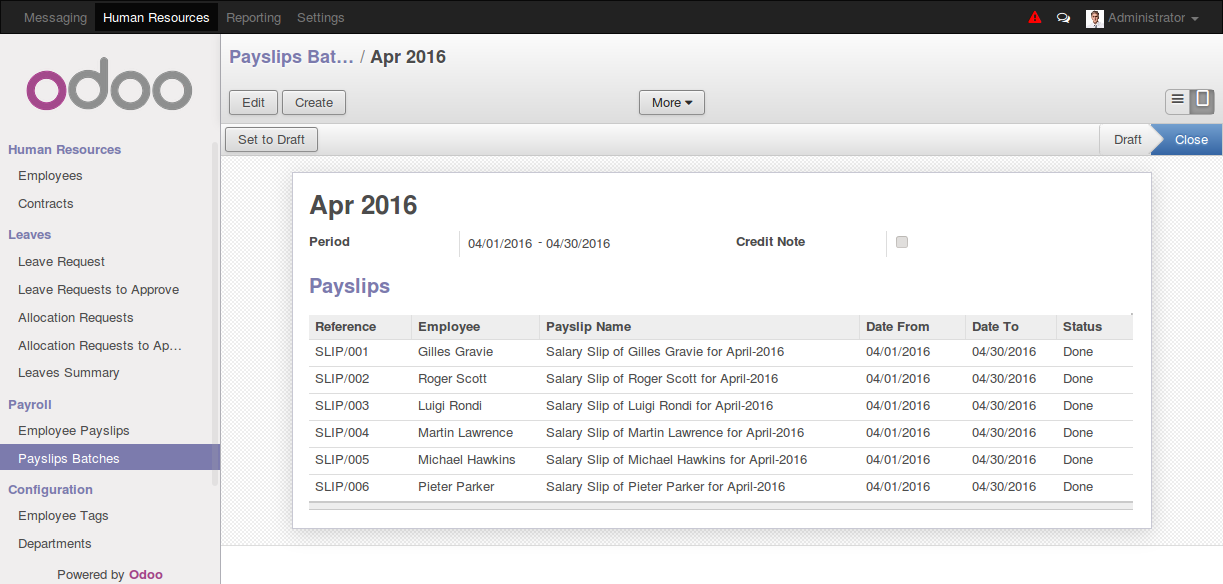 Messaging Human Resources Reporting Settings Administrator
odoo
Human Resources
Employees
Contracts
Leaves
Leave Request
Leave Requests to Approve
Allocation Requests
Allocation Requests to Ap...
Leaves Summary
Payroll
Employee Payslips
Payslips Batches
Configuration
Employee Tags
Departments
Powered by Odoo
Payslips Bat... / Apr 2016
Edit Create More
Set to Draft Draft Close
Apr 2016
Period 04/01/2016 - 04/30/2016 Credit Note
Payslips
Reference Employee Payslip Name Date From Date To Status
SLIP/001 Gilles Gravie Salary Slip of Gilles Gravie for April-2016 04/01/2016 04/30/2016 Done
SLIP/002 Roger Scott Salary Slip of Roger Scott for April-2016 04/01/2016 04/30/2016 Done
SLIP/003 Luigi Rondi Salary Slip of Luigi Rondi for April-2016 04/01/2016 04/30/2016 Done
SLIP/004 Martin Lawrence Salary Slip of Martin Lawrence for April-2016 04/01/2016 04/30/2016 Done
SLIP/005 Michael Hawkins Salary Slip of Michael Hawkins for April-2016 04/01/2016 04/30/2016 Done
SLIP/006 Pieter Parker Salary Slip of Pieter Parker for April-2016 04/01/2016 04/30/2016 Done